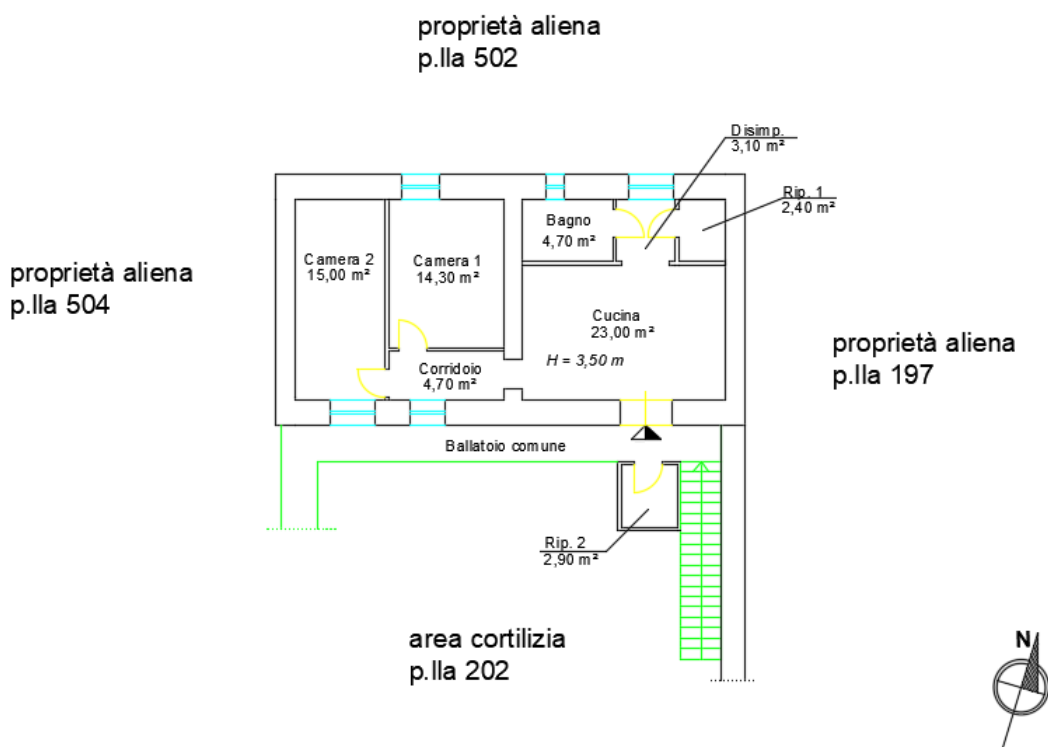 proprietà aliena
p.lla 502
Disimp.
3,10 m²
Rip. 1
2,40 m²
Bagno
4,70 m²
Camera 2
15,00 m²
Camera 1
14,30 m²
proprietà aliena
p.lla 504
Cucina
23,00 m²
H = 3,50 m
proprietà aliena
p.lla 197
Corridoio
4,70 m²
Ballatoio comune
Rip. 2
2,90 m²
area cortilizia
p.lla 202
N